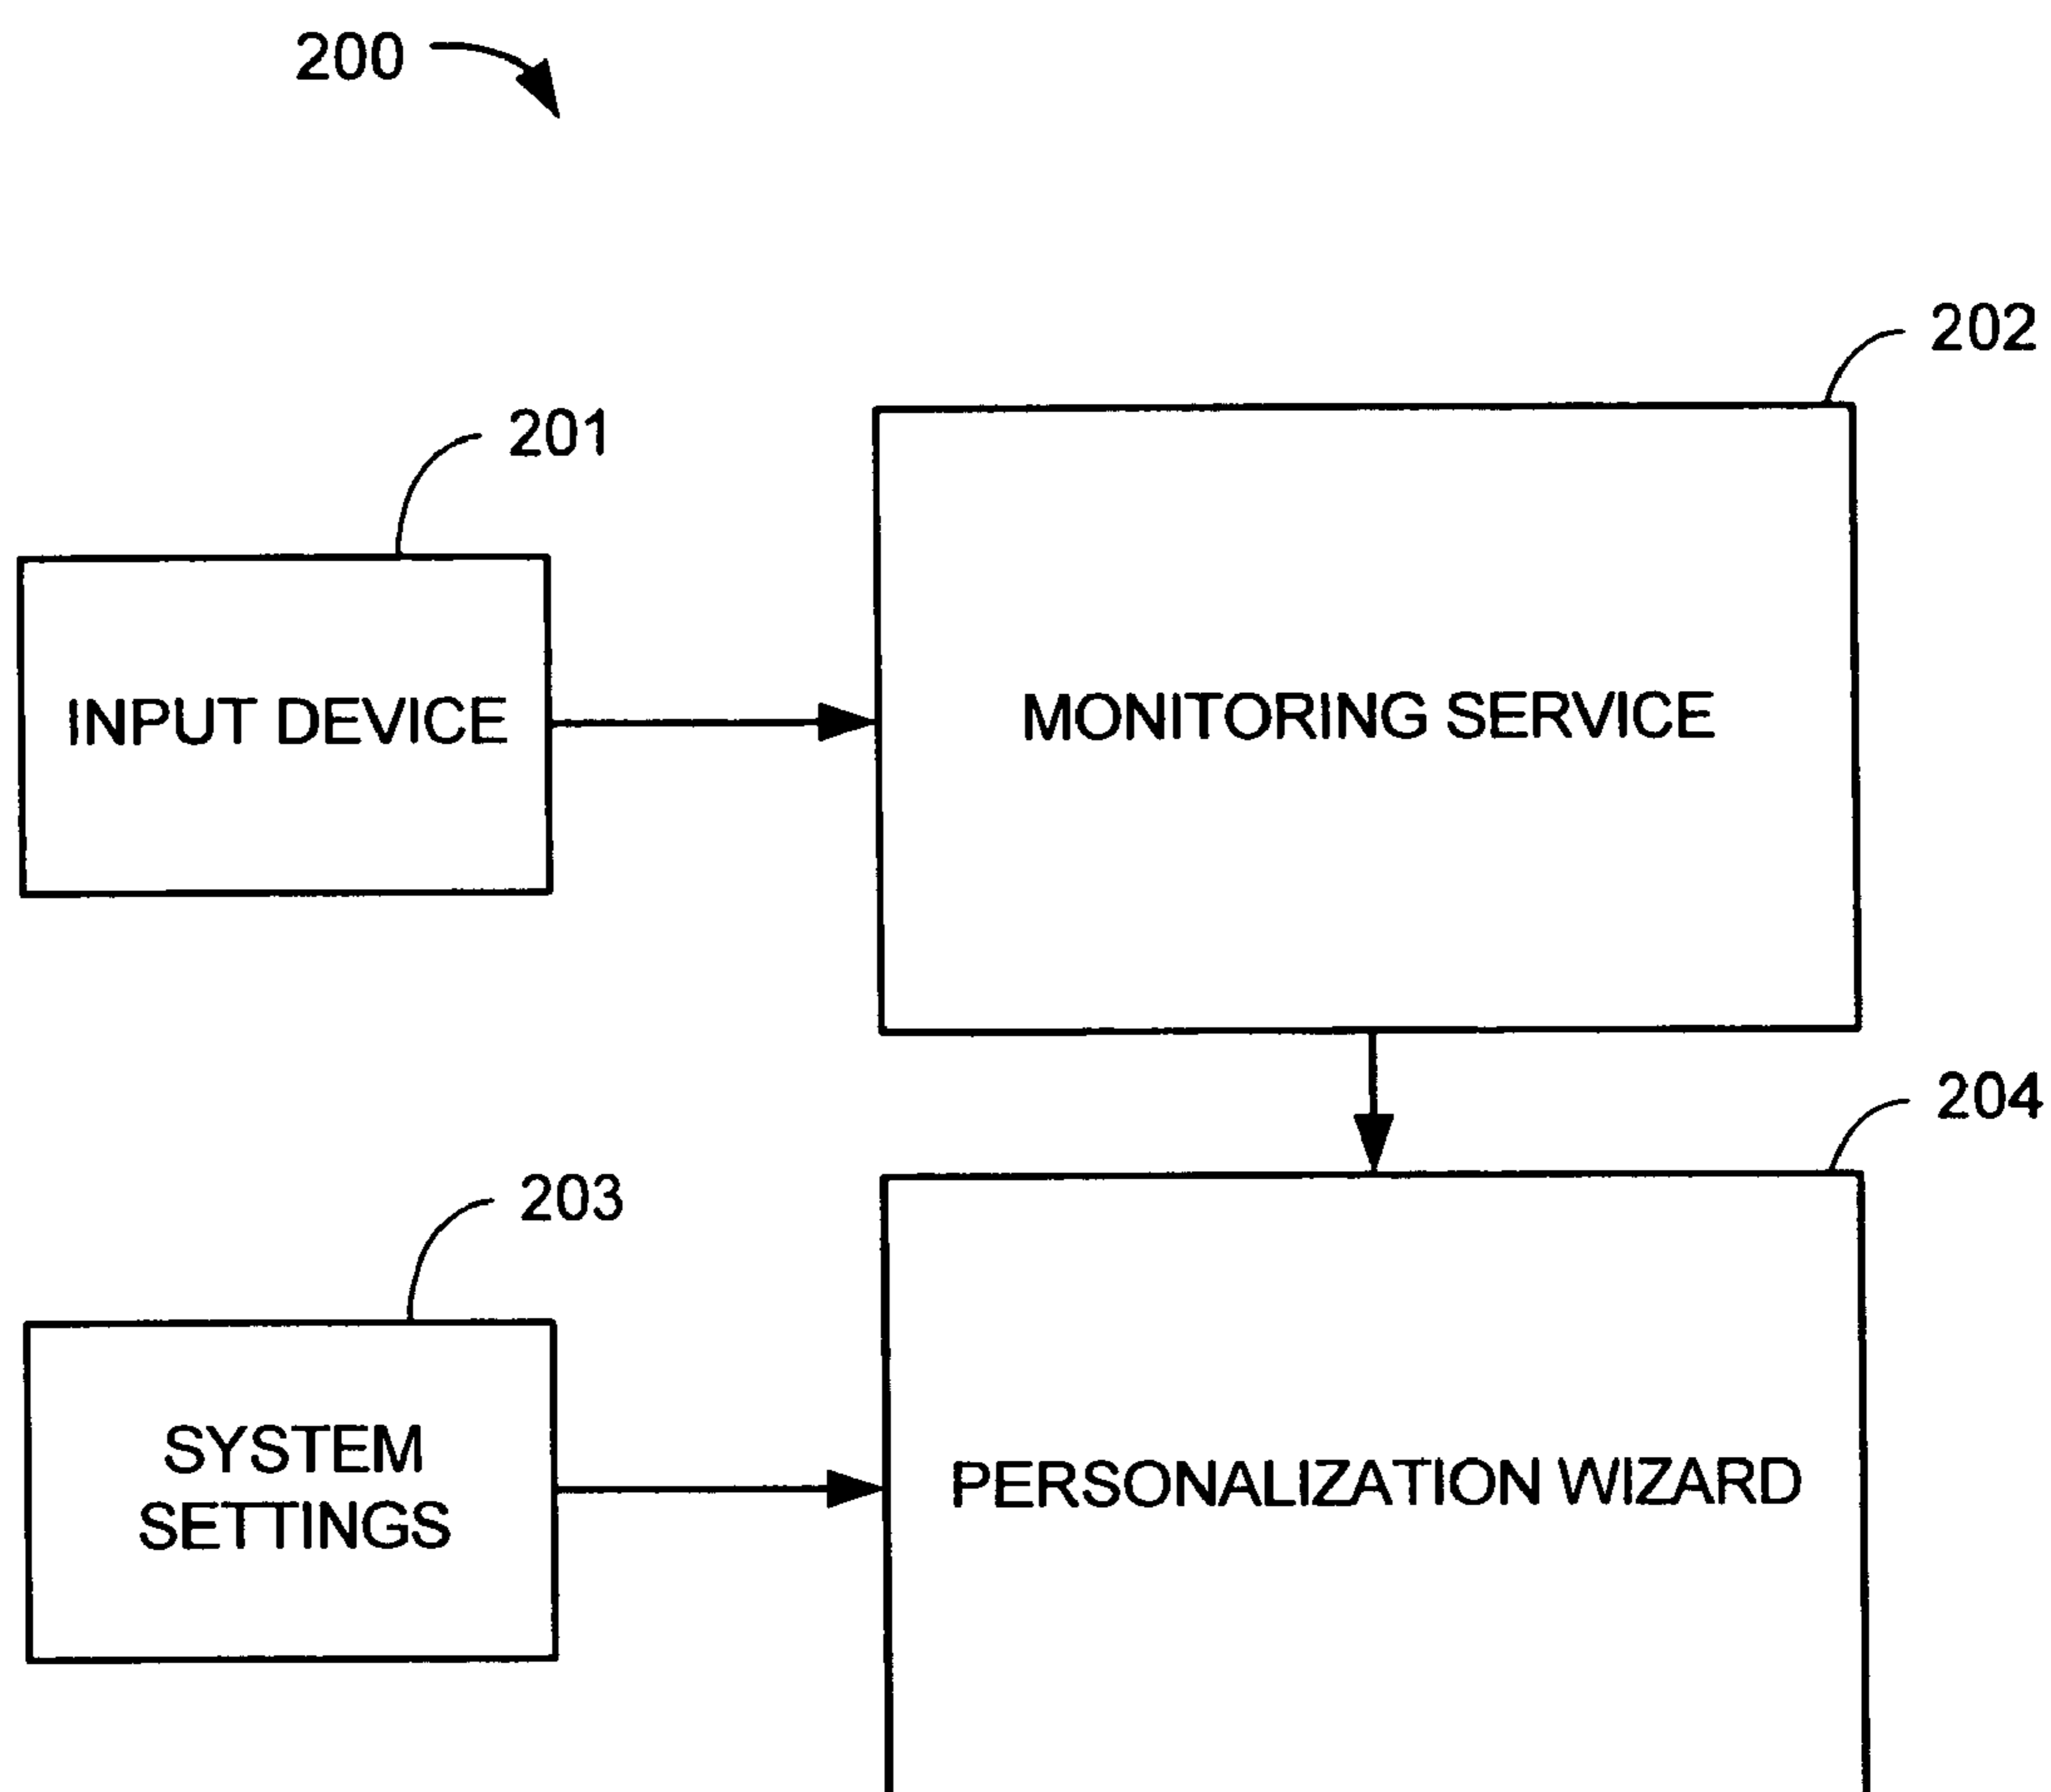 200
202
201
INPUT DEVICE
MONITORING SERVICE
204
203
SYSTEM
SETTINGS
PERSONALIZATION WIZARD